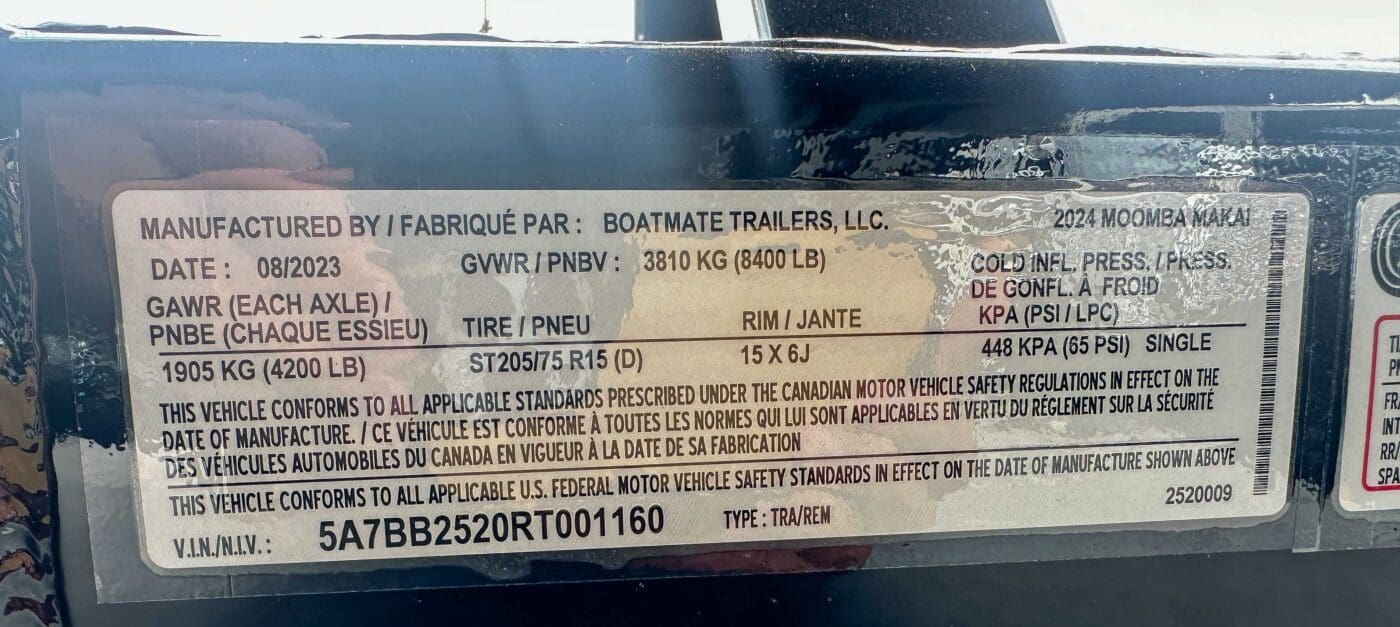 MANUFACTURED BY / FABRIQUÉ PAR : BOATMATE TRAILERS, LLC. 2024 MOOMBA MAKAI
DATE : 08/2023 GVWR / PNBV : 3810 KG (8400 LB) COLD INFL. PRESS. / PRESS.
DE GONFL. À FROID
GAWR (EACH AXLE) /
PNBE (CHAQUE ESSIEU) TIRE / PNEU RIM / JANTE KPA (PSI / LPC)
1905 KG (4200 LB) ST205/75 R15 (D) 15 X 6J 448 KPA (65 PSI) SINGLE
THIS VEHICLE CONFORMS TO ALL APPLICABLE STANDARDS PRESCRIBED UNDER THE CANADIAN MOTOR VEHICLE SAFETY REGULATIONS IN EFFECT ON THE
DATE OF MANUFACTURE. / CE VÉHICULE EST CONFORME À TOUTES LES NORMES QUI LUI SONT APPLICABLES EN VERTU DU RÉGLEMENT SUR LA SÉCURITÉ
DES VÉHICULES AUTOMOBILES DU CANADA EN VIGUEUR À LA DATE DE SA FABRICATION
THIS VEHICLE CONFORMS TO ALL APPLICABLE U.S. FEDERAL MOTOR VEHICLE SAFETY STANDARDS IN EFFECT ON THE DATE OF MANUFACTURE SHOWN ABOVE
2520009
V.I.N./N.I.V.: 5A7BB2520RT001160 TYPE : TRA/REM
RR/
SPA